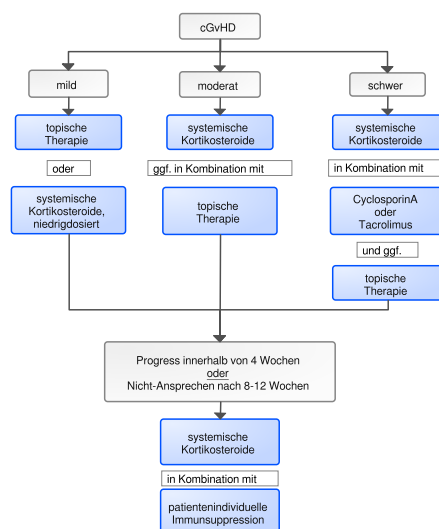 cGvHD
mild
moderat
schwer
topische
Therapie
systemische
Kortikosteroide
systemische
Kortikosteroide
oder
ggf. in Kombination mit
in Kombination mit
systemische
Kortikosteroide,
niedrigdosiert
topische
Therapie
CyclosporinA
oder
Tacrolimus
und ggf.
topische
Therapie
Progress innerhalb von 4 Wochen
oder
Nicht-Ansprechen nach 8-12 Wochen
systemische
Kortikosteroide
in Kombination mit
patientenindividuelle
Immunsuppression